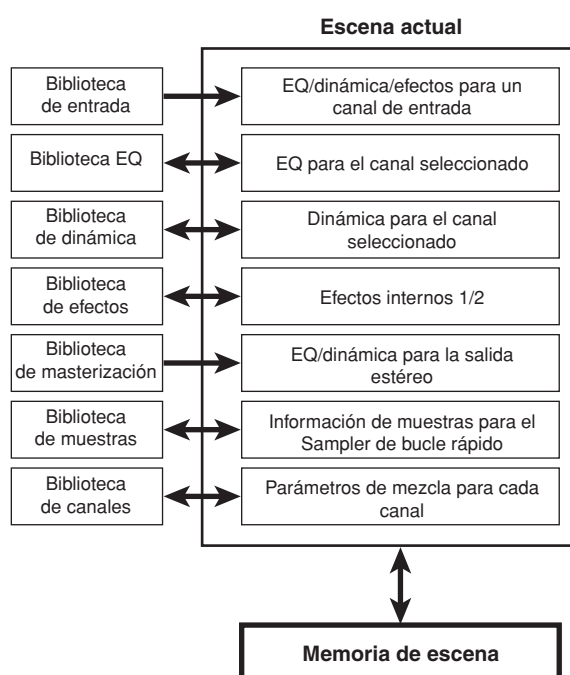 Escena actual
Biblioteca
de entrada
EQ/dinámica/efectos para un
canal de entrada
Biblioteca EQ
EQ para el canal seleccionado
Biblioteca
de dinámica
Dinámica para el canal
seleccionado
Biblioteca
de efectos
Efectos internos 1/2
Biblioteca
de masterización
EQ/dinámica para la salida
estéreo
Biblioteca
de muestras
Información de muestras para el
Sampler de bucle rápido
Biblioteca
de canales
Parámetros de mezcla para cada
canal
Memoria de escena